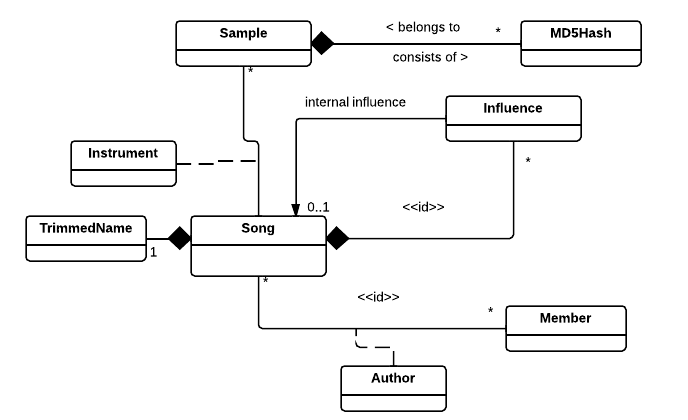 Sample
< belongs to
*
MD5Hash
consists of >
*
internal influence
Influence
Instrument
*
0..1
<<id>>
TrimmedName
Song
1
*
<<id>>
*
Member
Author